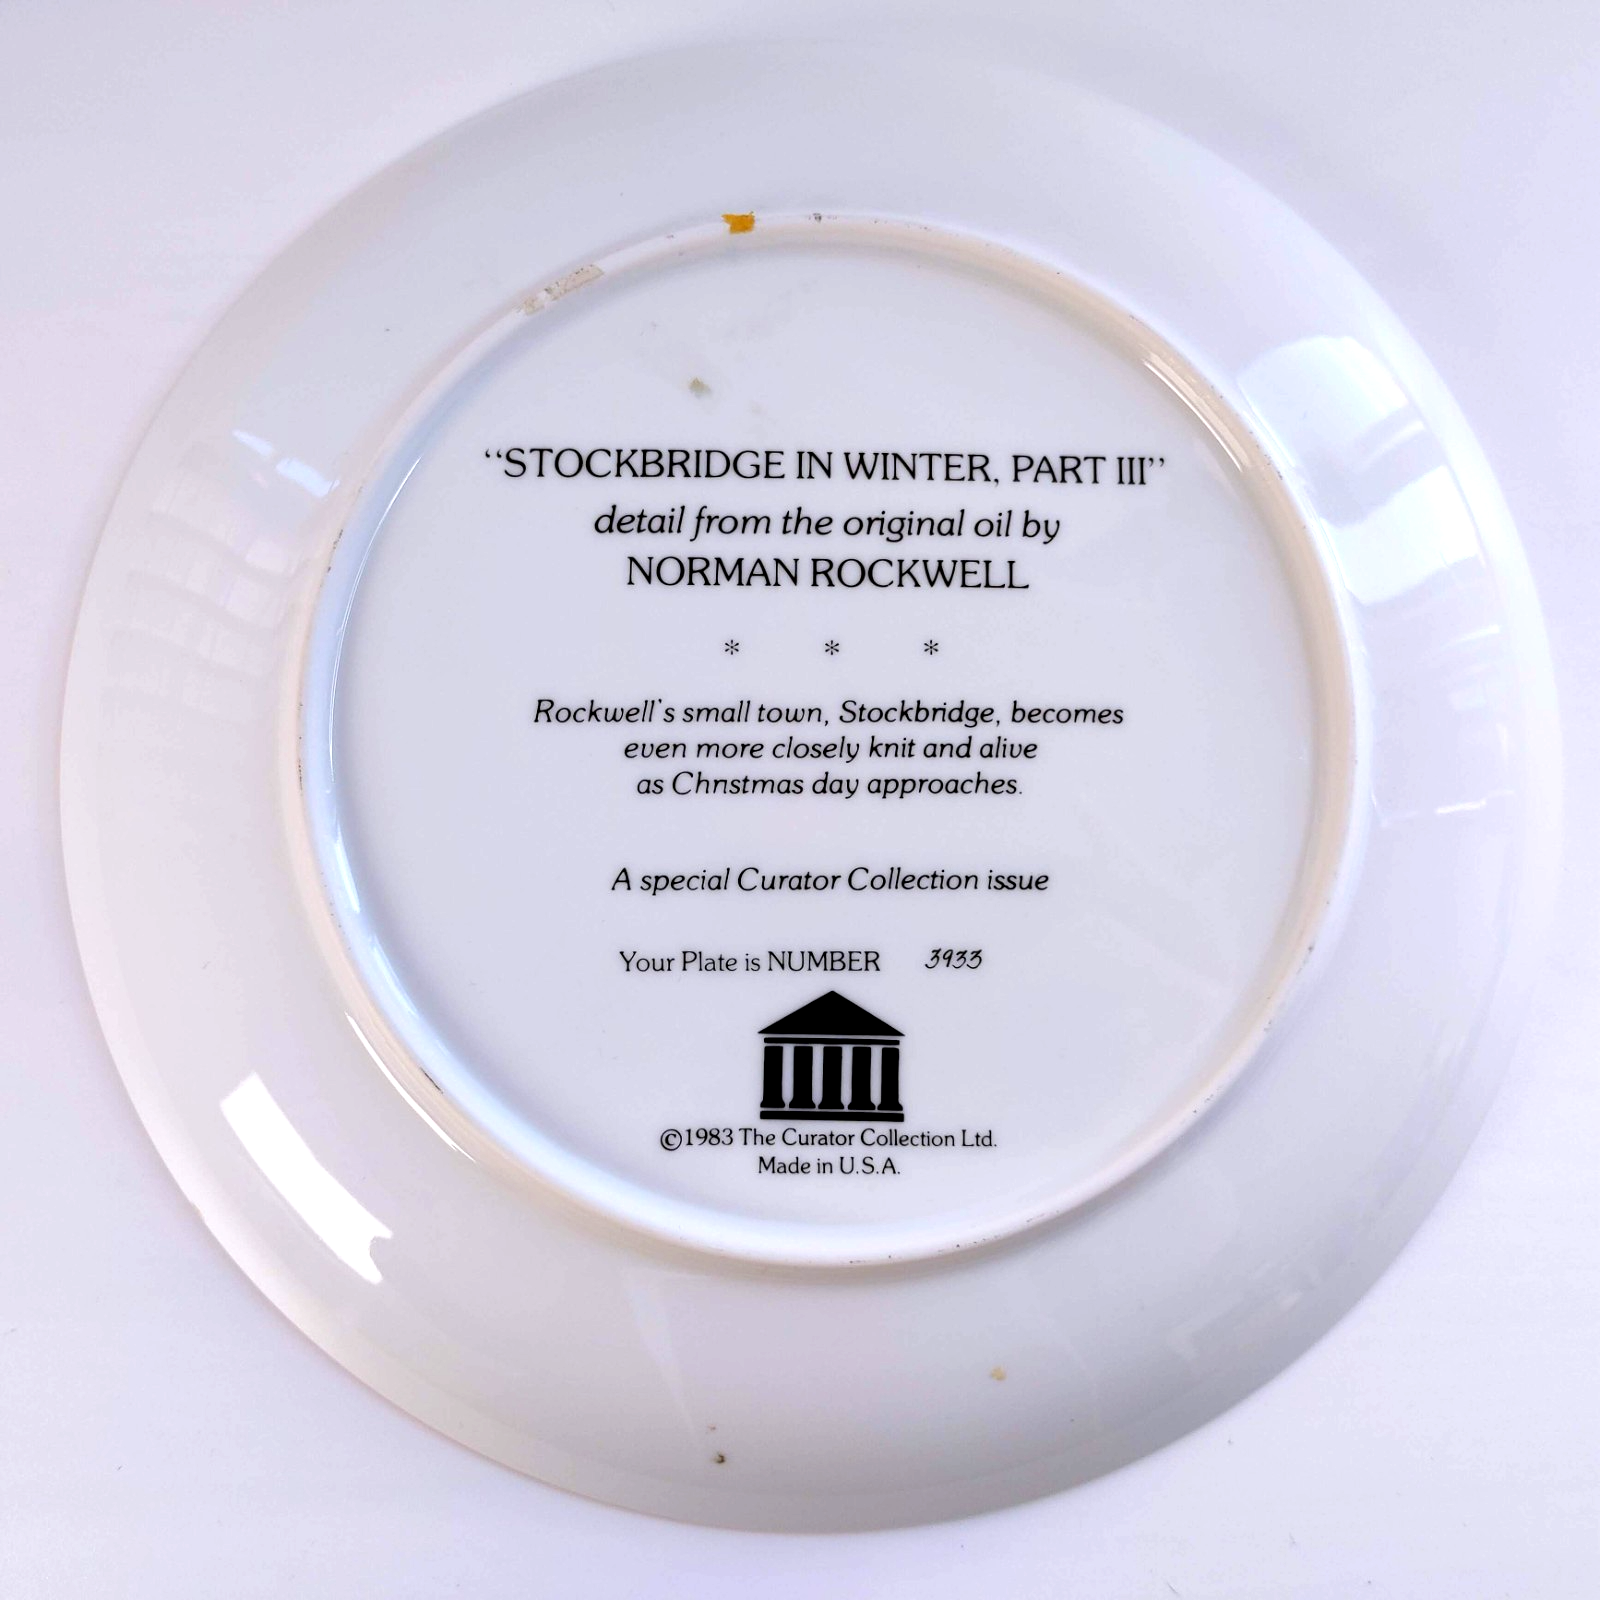 “STOCKBRIDGE IN WINTER, PART III”
detail from the original oil by
NORMAN ROCKWELL
* * *
Rockwell's small town, Stockbridge, becomes
even more closely knit and alive
as Christmas day approaches.
A special Curator Collection issue
Your Plate is NUMBER 3933
©1983 The Curator Collection Ltd.
Made in U.S.A.